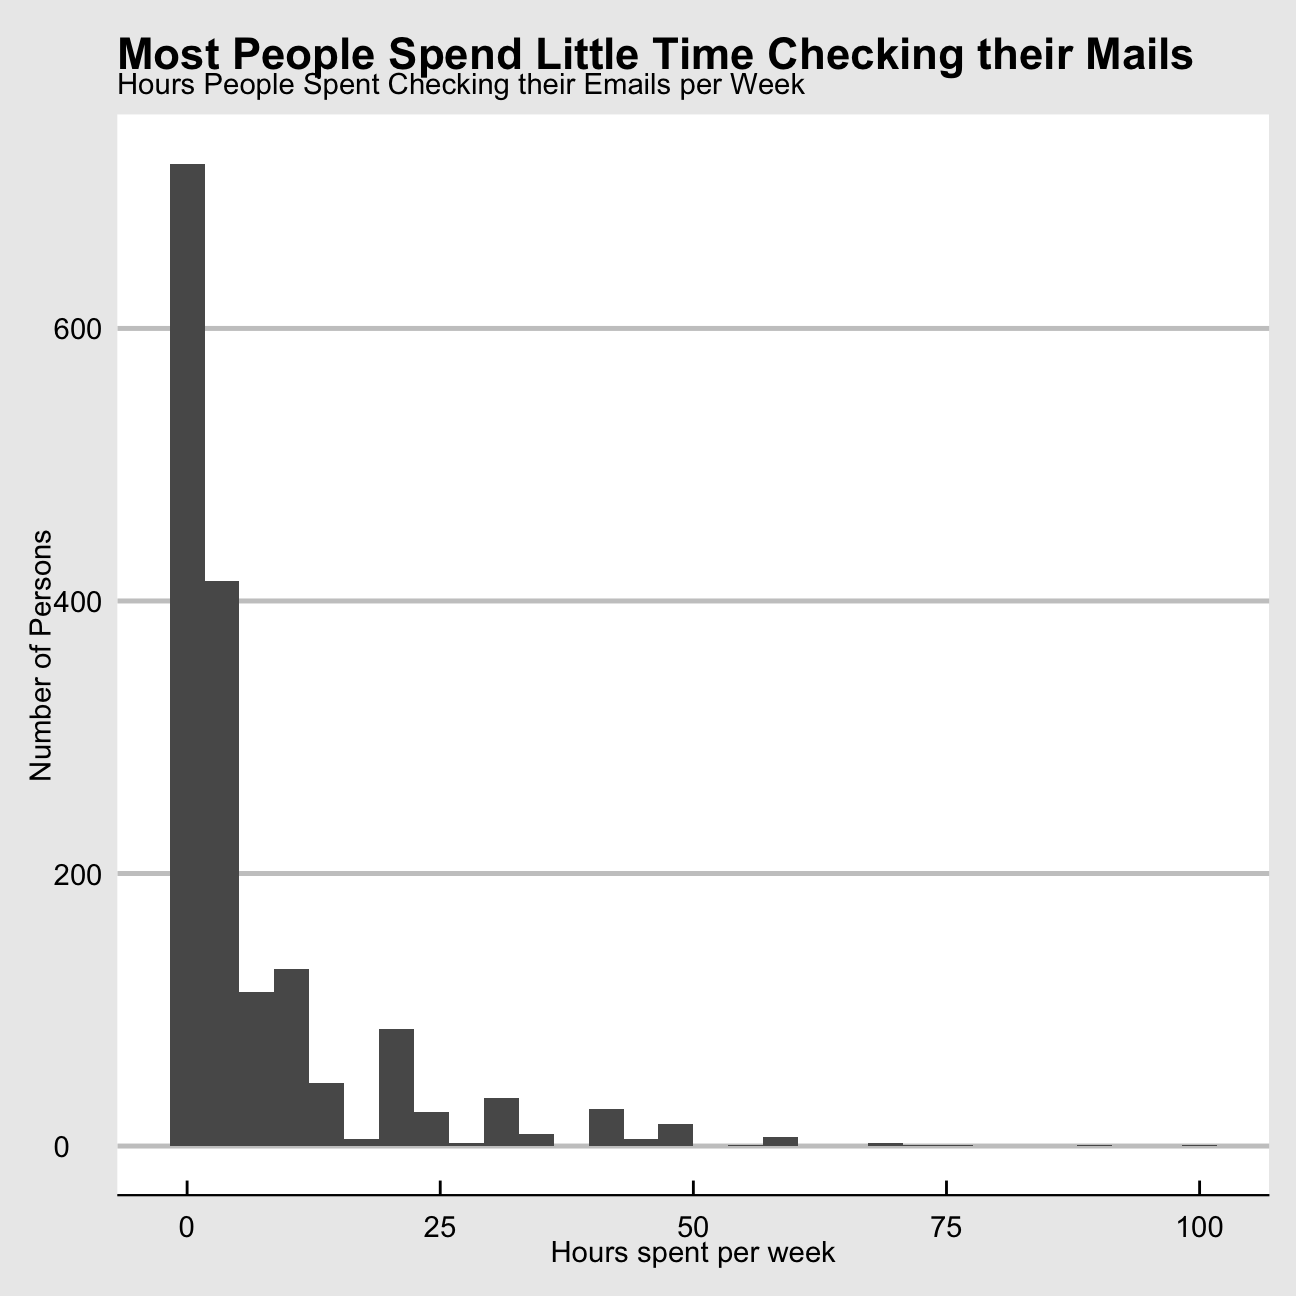 Most People Spend Little Time Checking their Mails
Hours People Spent Checking their Emails per Week
Number of Persons
600
400
200
0
0 25 50 75 100
Hours spent per week